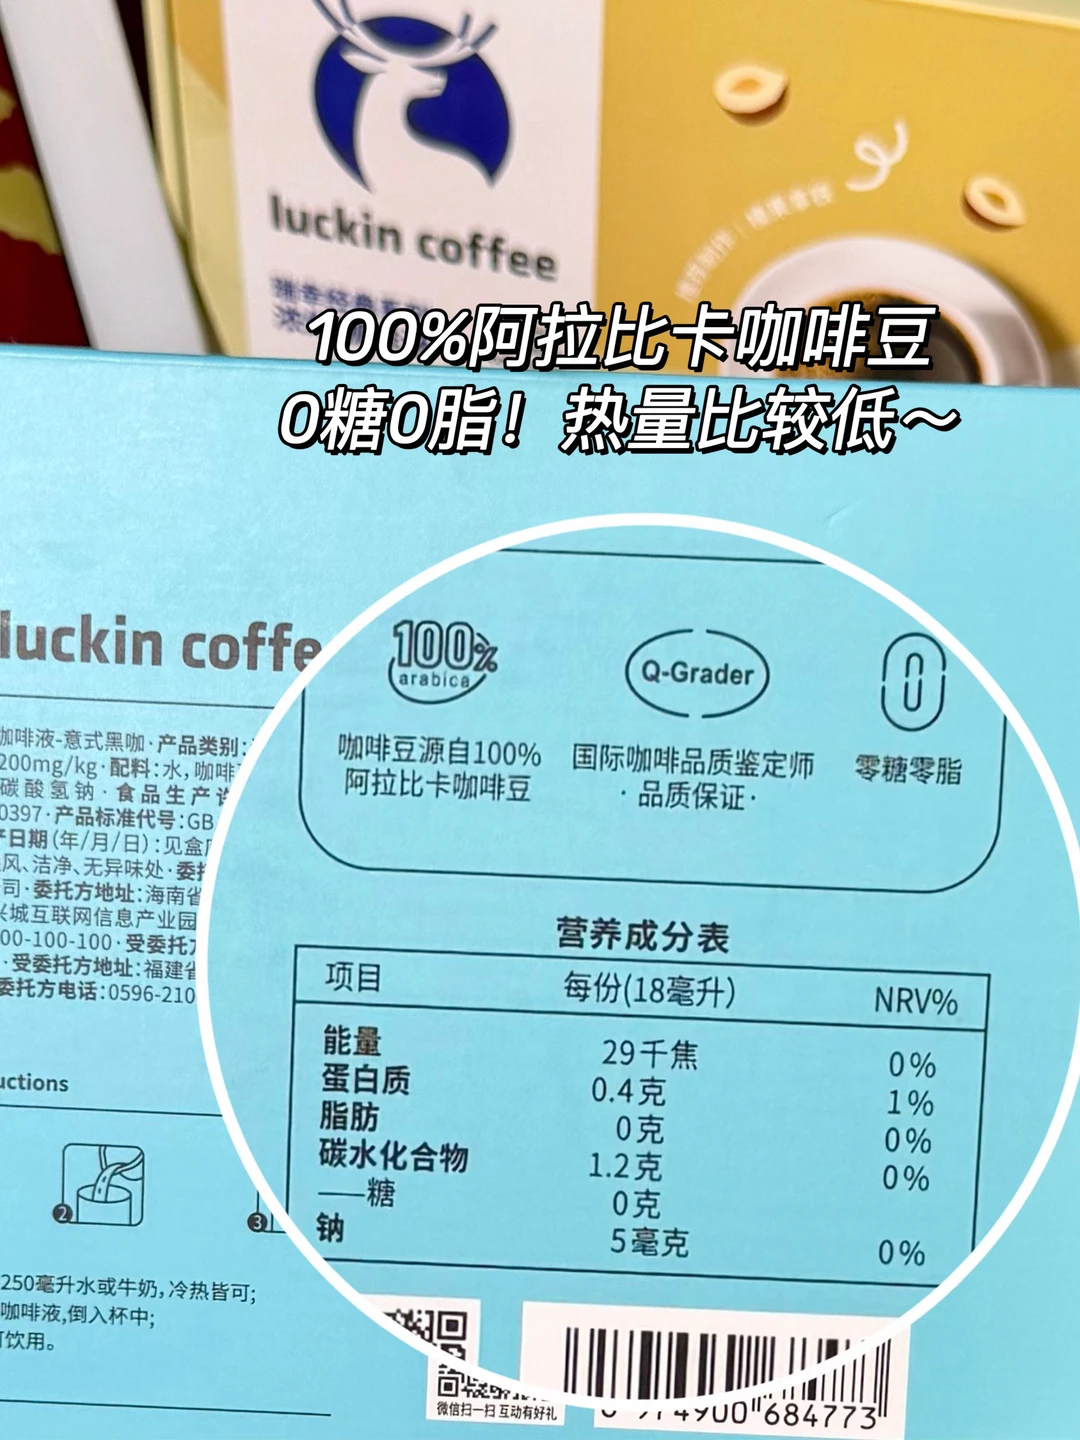 luckin coffee
100%阿拉比卡咖啡豆
0糖0脂！热量比较低～
luckin coffe
咖啡液-意式黑咖·产品类别:
200mg/kg·配料:水,咖啡
碳酸氢钠·食品生产许
0397·产品标准代号:GB
产日期(年/月/日):见盒
风、洁净、无异味处·委托
司·委托方地址:海南省
兴城互联网信息产业园
00-100-100·受委托方
·受委托方地址:福建省
委托方电话:0596-210
uctions
2
3
250毫升水或牛奶,冷热皆可;
咖啡液,倒入杯中;
可饮用。
100%
arabica
咖啡豆源自100%
阿拉比卡咖啡豆
Q-Grader
国际咖啡品质鉴定师
·品质保证·
0
零糖零脂
营养成分表
项目 每份(18毫升) NRV%
能量 29千焦 0%
蛋白质 0.4克 1%
脂肪 0克 0%
碳水化合物 1.2克 0%
——糖 0克
钠 5毫克 0%
微信扫一扫 互动有好礼
684773